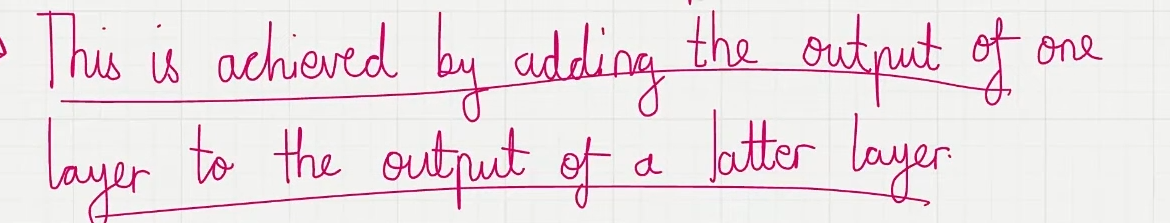 This is achieved by adding the output of one
layer to the output of a latter layer.